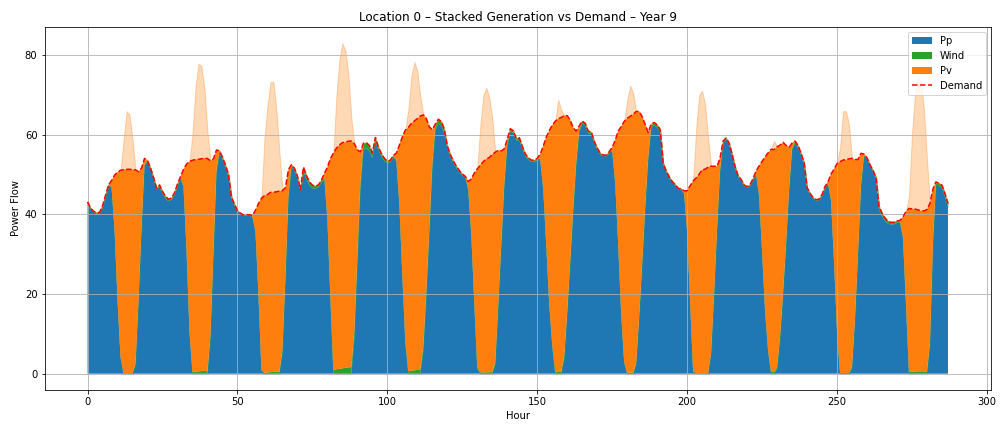 Location 0 – Stacked Generation vs Demand – Year 9
Pp
Wind
Pv
Demand
Power Flow
80
60
40
20
0
0 50 100 150 200 250 300
Hour